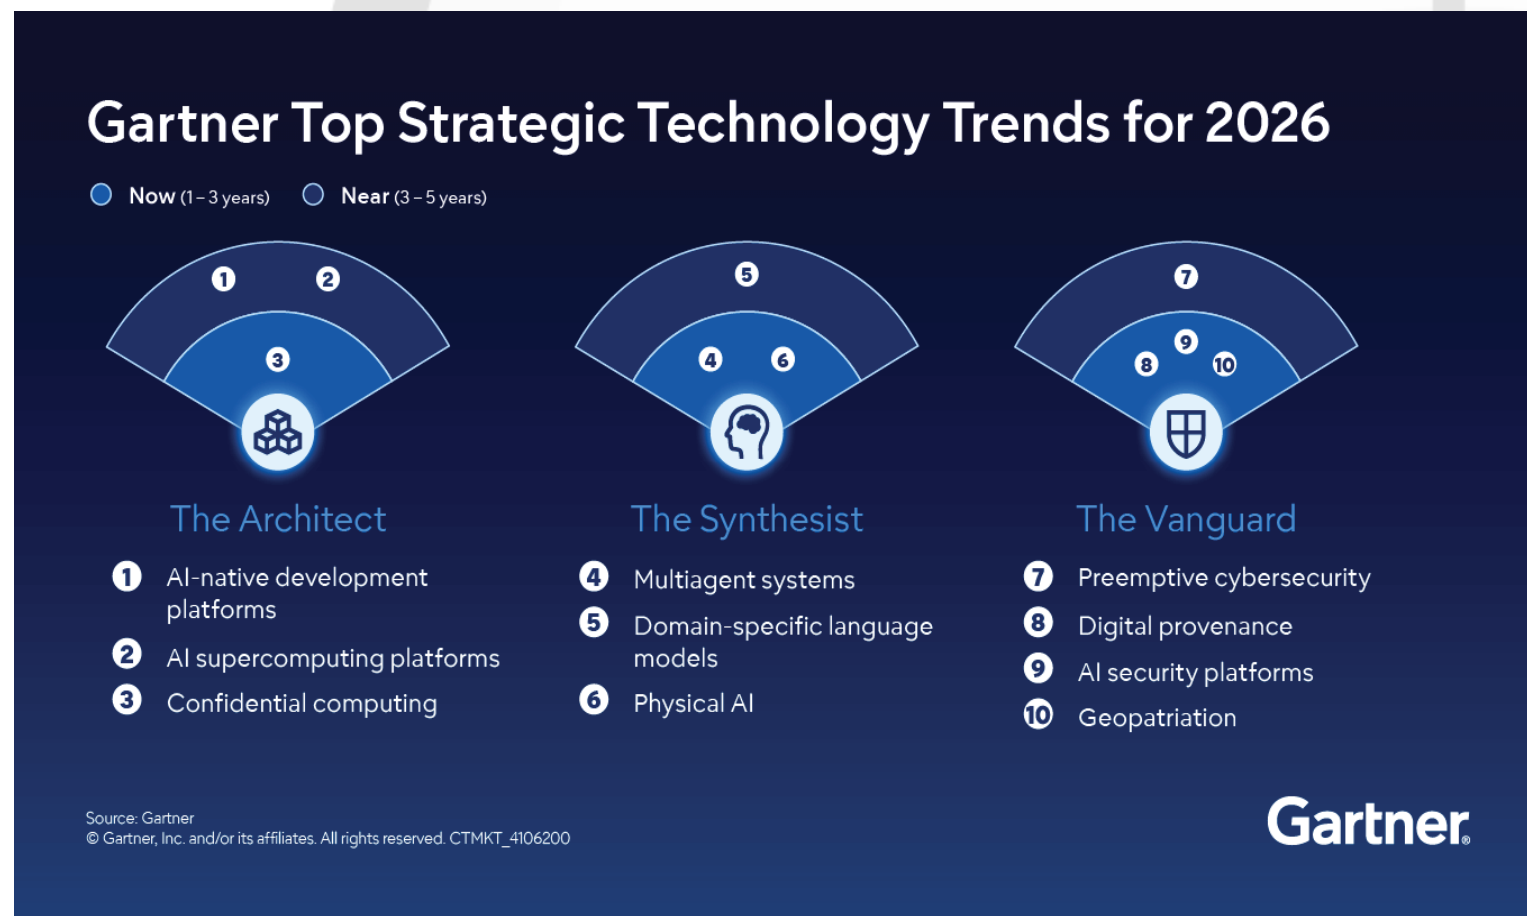 Gartner Top Strategic Technology Trends for 2026
Now (1 – 3 years) Near (3 – 5 years)
1 2
3
5
4 6
7
9
8 10
The Architect
1 AI-native development
platforms
2 AI supercomputing platforms
3 Confidential computing
The Synthesist
4 Multiagent systems
5 Domain-specific language
models
6 Physical AI
The Vanguard
7 Preemptive cybersecurity
8 Digital provenance
9 AI security platforms
10 Geopatriation
Source: Gartner
© Gartner, Inc. and/or its affiliates. All rights reserved. CTMKT_4106200
Gartner®